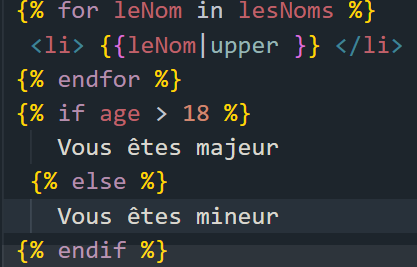 {% for leNom in lesNoms %}
<li> {{leNom|upper }} </li>
{% endfor %}
{% if age > 18 %}
Vous êtes majeur
{% else %}
Vous êtes mineur
{% endif %}